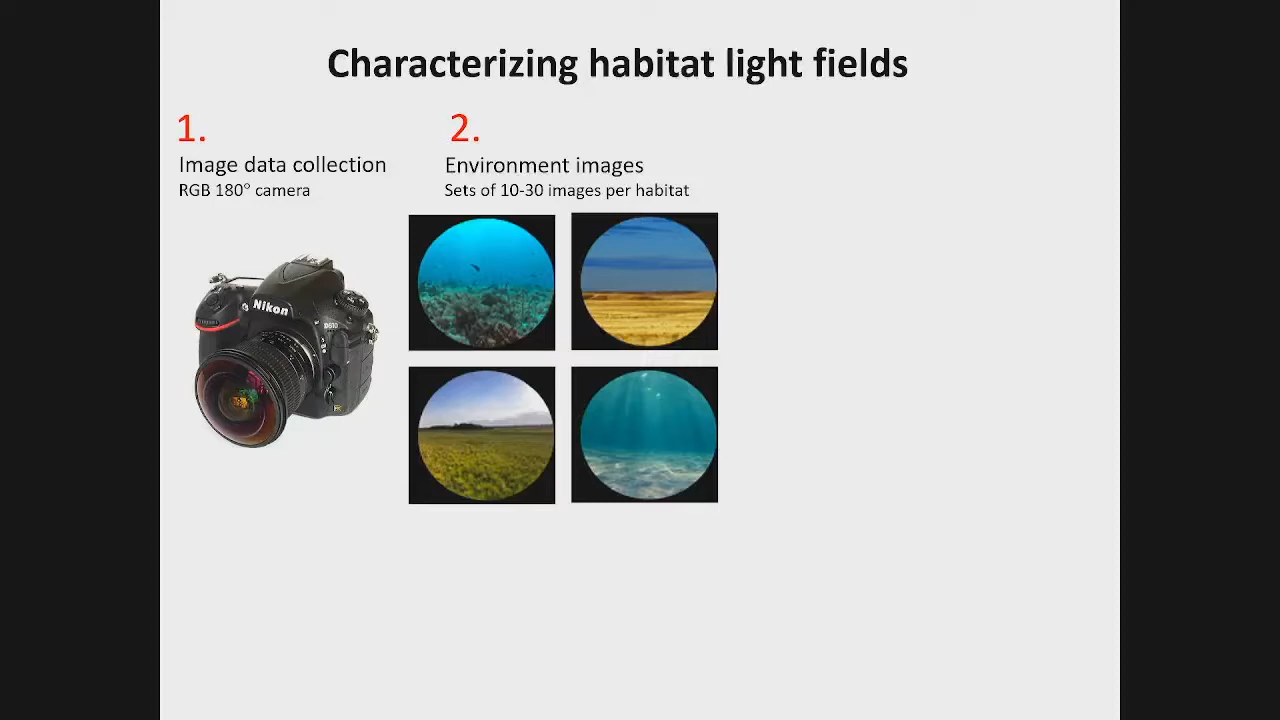 Characterizing habitat light fields
1.
Image data collection
RGB 180° camera
2.
Environment images
Sets of 10-30 images per habitat
Nikon
D810